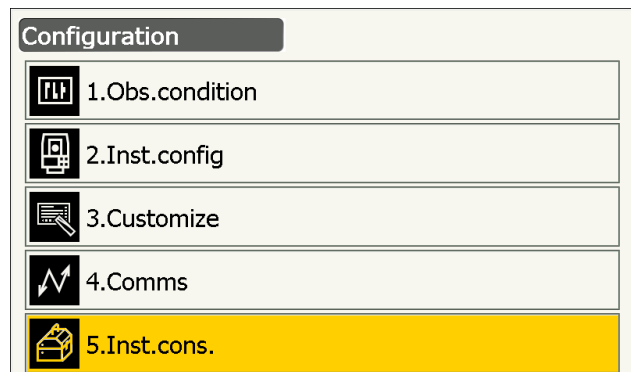 Configuration
1.Obs.condition
2.Inst.config
3.Customize
4.Comms
5.Inst.cons.